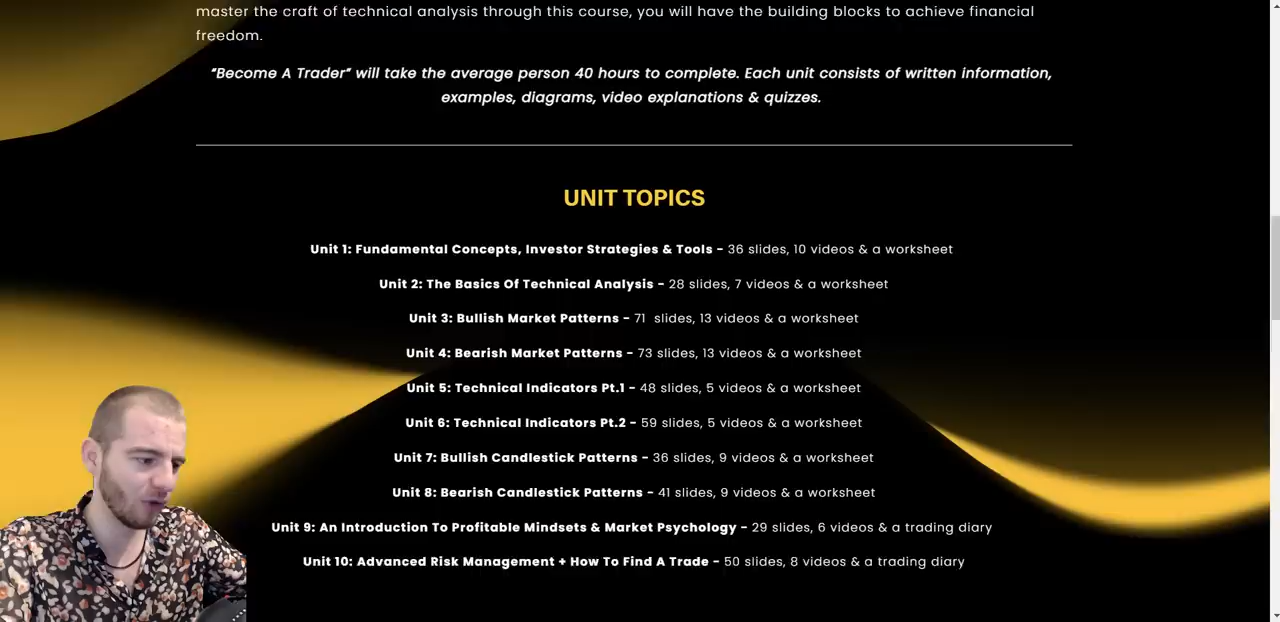 master the craft of technical analysis through this course, you will have the building blocks to achieve financial
freedom.
“Become A Trader” will take the average person 40 hours to complete. Each unit consists of written information,
examples, diagrams, video explanations & quizzes.
UNIT TOPICS
Unit 1: Fundamental Concepts, Investor Strategies & Tools - 36 slides, 10 videos & a worksheet
Unit 2: The Basics Of Technical Analysis - 28 slides, 7 videos & a worksheet
Unit 3: Bullish Market Patterns - 71 slides, 13 videos & a worksheet
Unit 4: Bearish Market Patterns - 73 slides, 13 videos & a worksheet
Unit 5: Technical Indicators Pt.1 - 48 slides, 5 videos & a worksheet
Unit 6: Technical Indicators Pt.2 - 59 slides, 5 videos & a worksheet
Unit 7: Bullish Candlestick Patterns - 36 slides, 9 videos & a worksheet
Unit 8: Bearish Candlestick Patterns - 41 slides, 9 videos & a worksheet
Unit 9: An Introduction To Profitable Mindsets & Market Psychology - 29 slides, 6 videos & a trading diary
Unit 10: Advanced Risk Management + How To Find A Trade - 50 slides, 8 videos & a trading diary